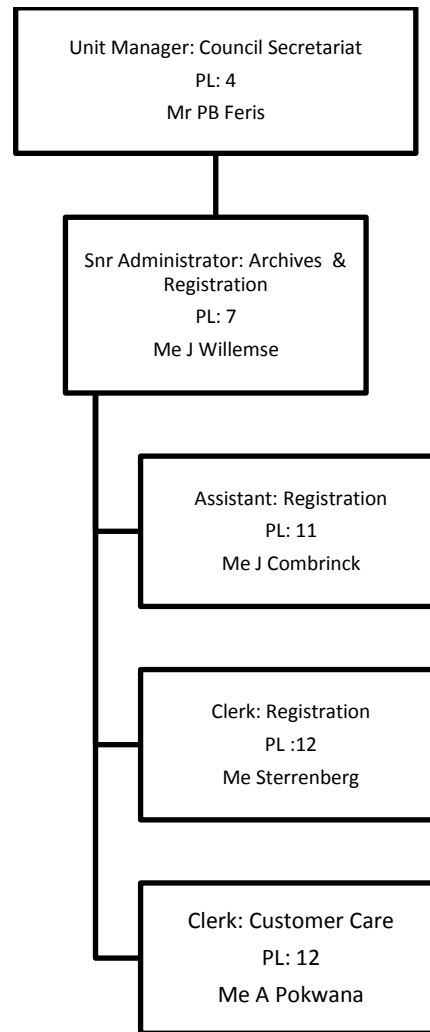 Unit Manager: Council Secretariat
PL: 4
Mr PB Feris
Snr Administrator: Archives &
Registration
PL: 7
Me J Willemse
Assistant: Registration
PL: 11
Me J Combrinck
Clerk: Registration
PL :12
Me Sterrenberg
Clerk: Customer Care
PL: 12
Me A Pokwana